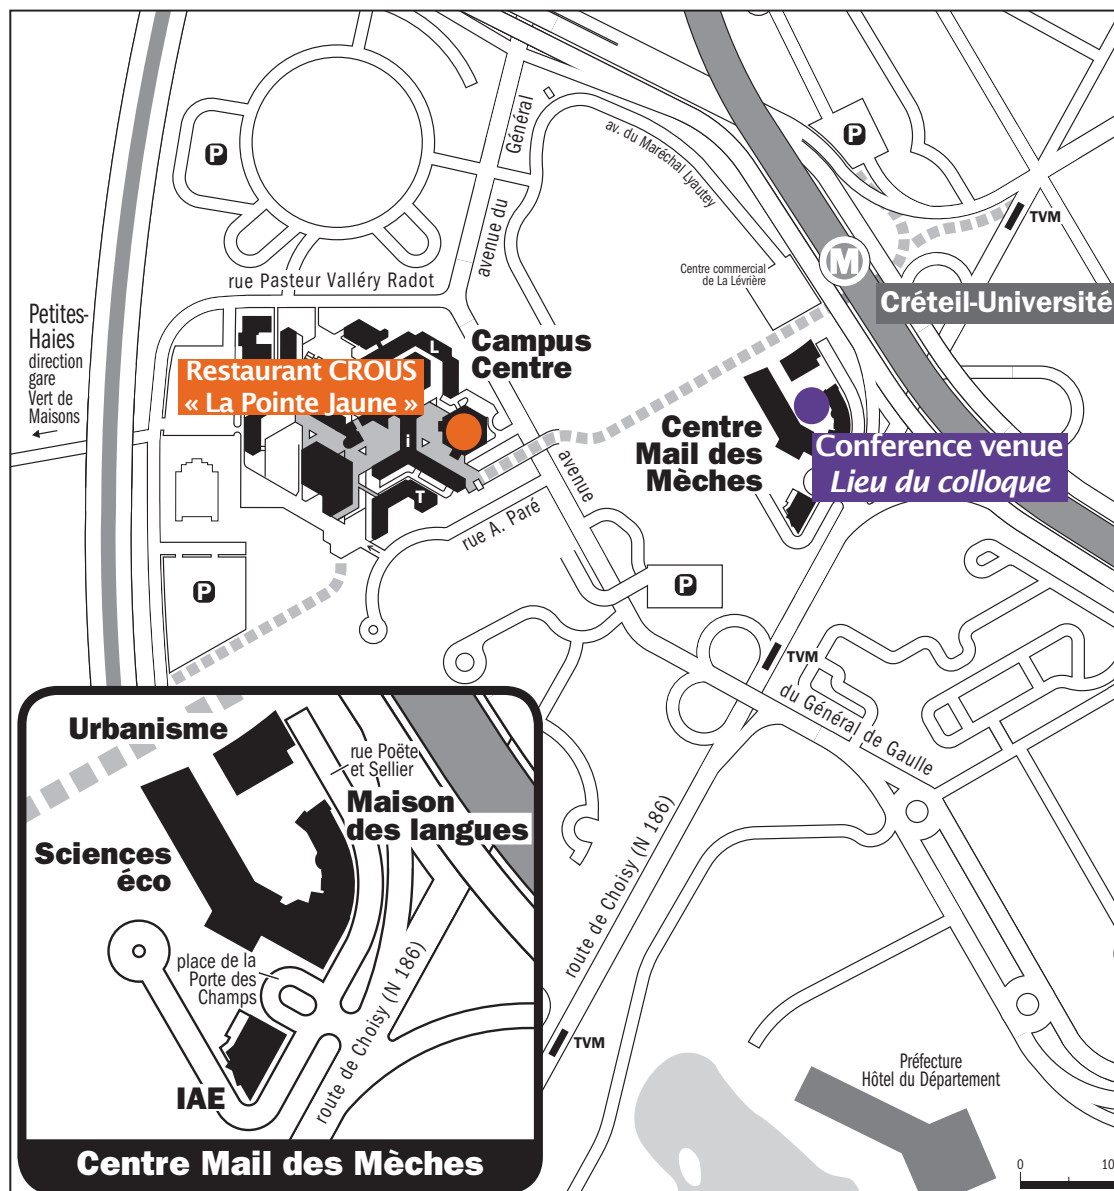 Général
av. du Maréchal Lyautey
P
P
TVM
avenue du
M
Centre commercial
de La Lévrière
rue Pasteur Valléry Radot
Créteil-Université
Petites-
Haies
direction
gare
Vert de
Maisons
Campus
Centre
L
Restaurant CROUS
« La Pointe Jaune »
i
T
Centre
Mail des
Mèches
Conference venue
Lieu du colloque
avenue
rue A. Paré
P
P
TVM
du Général de Gaulle
route de Choisy (N 186)
TVM
Préfecture
Hôtel du Département
0
10
Urbanisme
rue Poëte
et Sellier
Maison
des langues
Sciences
éco
place de la
Porte des
Champs
route de Choisy (N 186)
IAE
Centre Mail des Mèches